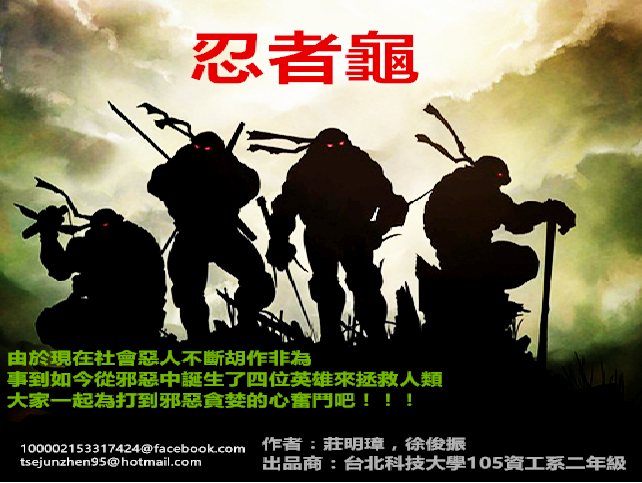 忍者龜
由於現在社會惡人不斷胡作非為
事到如今從邪惡中誕生了四位英雄來拯救人類
大家一起為打到邪惡貪婪的心奮鬥吧！！！
100002153317424@facebook.com
tsejunzhen95@hotmail.com
作者：莊明璋，徐俊振
出品商：台北科技大學105資工系二年級